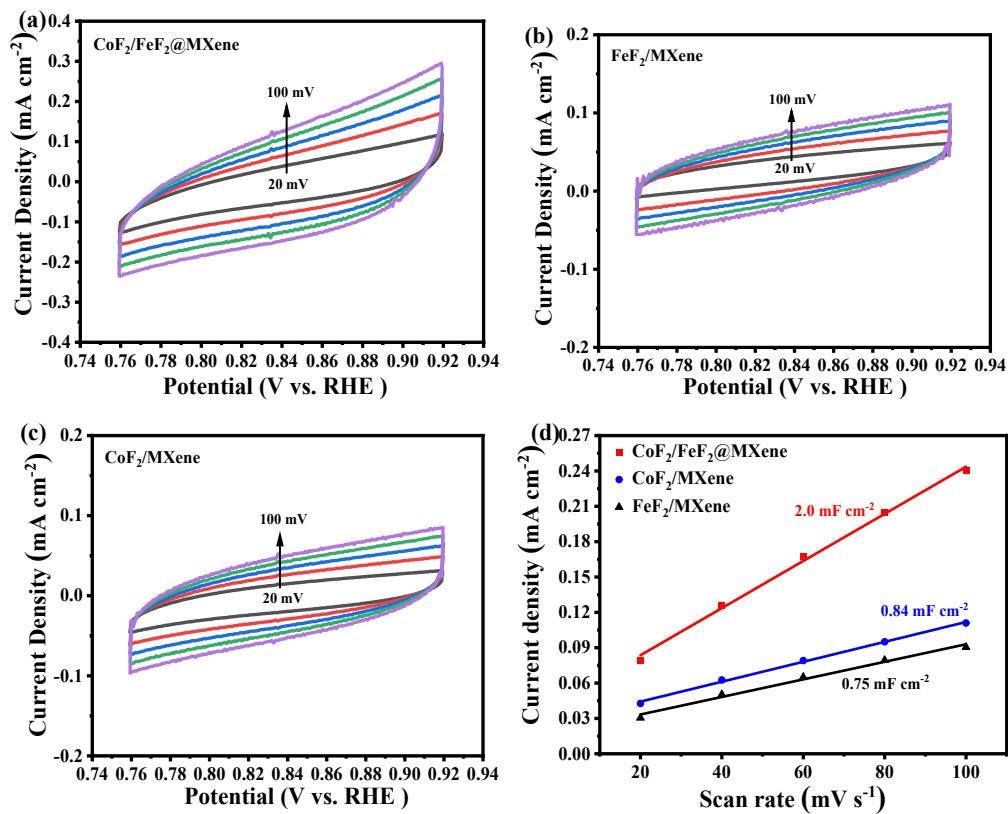 (a)
CoF₂/FeF₂@MXene
100 mV
20 mV
0.4
0.3
0.2
0.1
0.0
-0.1
-0.2
-0.3
-0.4
Current Density (mA cm⁻²)
0.74 0.76 0.78 0.80 0.82 0.84 0.86 0.88 0.90 0.92 0.94
Potential (V vs. RHE )
(b)
FeF₂/MXene
100 mV
20 mV
0.2
0.1
0.0
-0.1
-0.2
Current Density (mA cm⁻²)
0.74 0.76 0.78 0.80 0.82 0.84 0.86 0.88 0.90 0.92 0.94
Potential (V vs. RHE )
(c)
CoF₂/MXene
100 mV
20 mV
0.2
0.1
0.0
-0.1
-0.2
Current Density (mA cm⁻²)
0.74 0.76 0.78 0.80 0.82 0.84 0.86 0.88 0.90 0.92 0.94
Potential (V vs. RHE )
(d)
CoF₂/FeF₂@MXene
CoF₂/MXene
FeF₂/MXene
2.0 mF cm⁻²
0.84 mF cm⁻²
0.75 mF cm⁻²
0.27
0.24
0.21
0.18
0.15
0.12
0.09
0.06
0.03
0.00
Current density (mA cm⁻²)
20 40 60 80 100
Scan rate (mV s⁻¹)